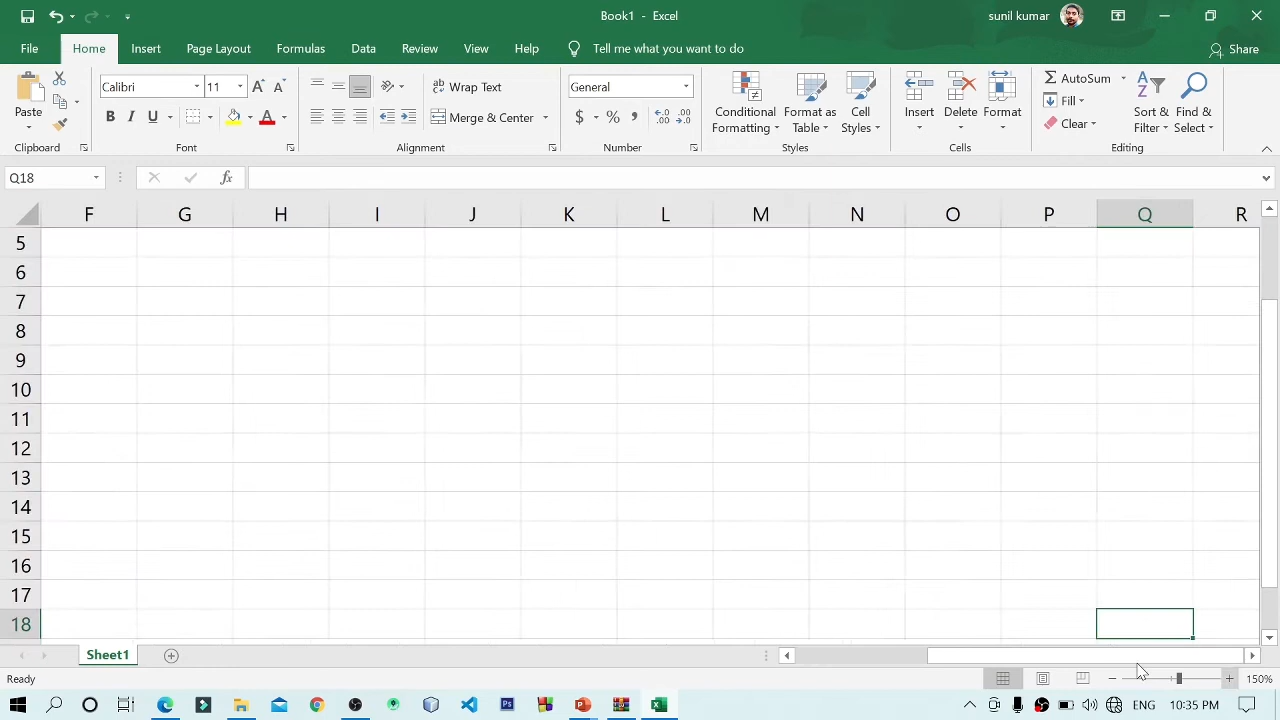 Book1 - Excel
sunil kumar
File Home Insert Page Layout Formulas Data Review View Help Tell me what you want to do Share
Paste
Clipboard
Calibri 11
B I U
Font
Wrap Text
Merge & Center
Alignment
General
$ % ,
Number
Conditional Formatting
Format as Table
Cell Styles
Styles
Insert
Delete
Format
Cells
AutoSum
Fill
Clear
Sort & Filter
Find & Select
Editing
Q18
fx
F G H I J K L M N O P Q R
5
6
7
8
9
10
11
12
13
14
15
16
17
18
Sheet1
Ready
150%
ENG 10:35 PM